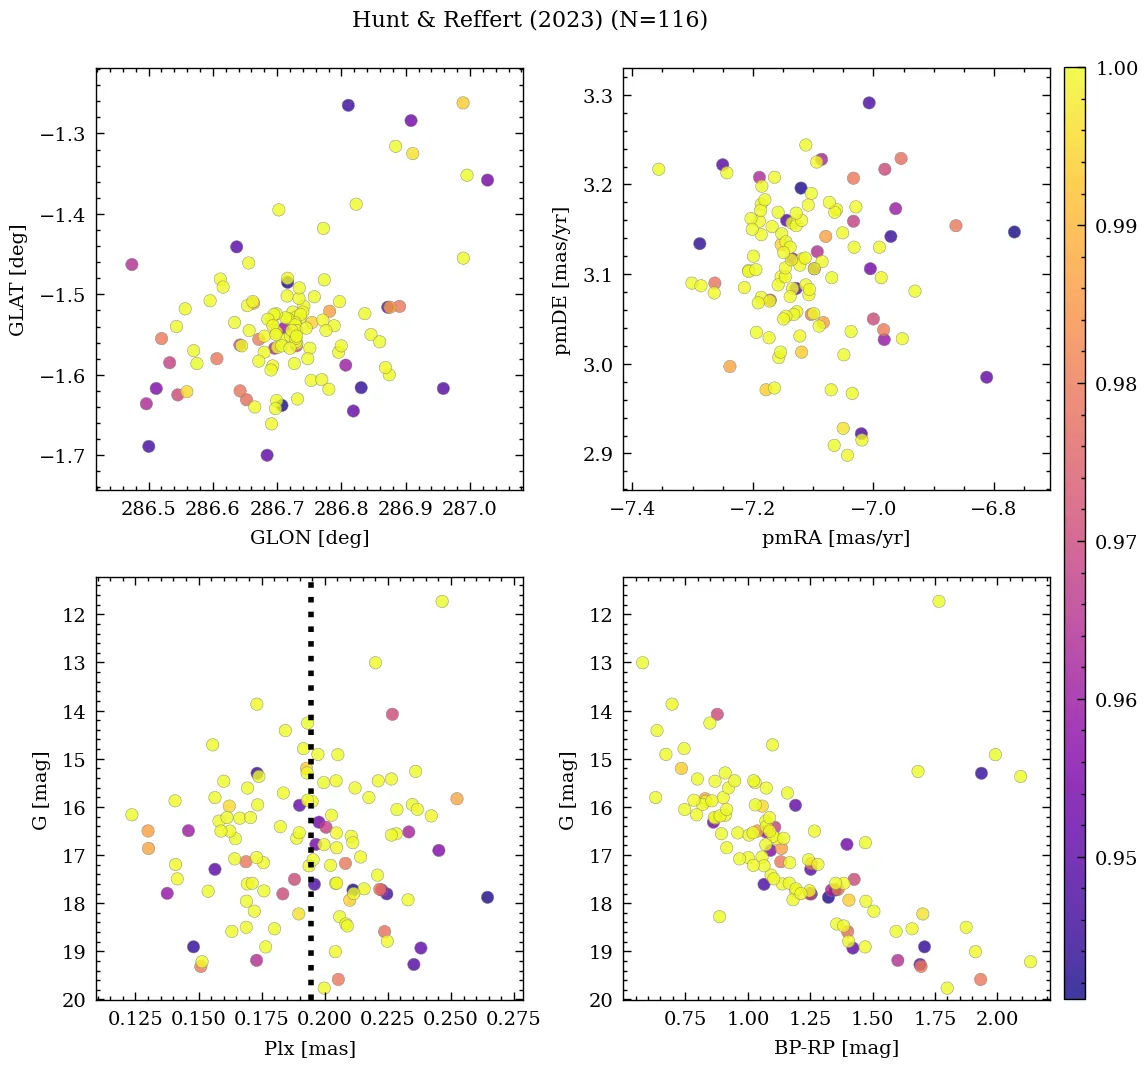 Hunt & Reffert (2023) (N=116)
−1.3
−1.4
−1.5
−1.6
−1.7
GLAT [deg]
286.5 286.6 286.7 286.8 286.9 287.0
GLON [deg]
3.3
3.2
3.1
3.0
2.9
pmDE [mas/yr]
−7.4 −7.2 −7.0 −6.8
pmRA [mas/yr]
12
13
14
15
16
17
18
19
20
G [mag]
0.125 0.150 0.175 0.200 0.225 0.250 0.275
Plx [mas]
12
13
14
15
16
17
18
19
20
G [mag]
0.75 1.00 1.25 1.50 1.75 2.00
BP-RP [mag]
1.00
0.99
0.98
0.97
0.96
0.95